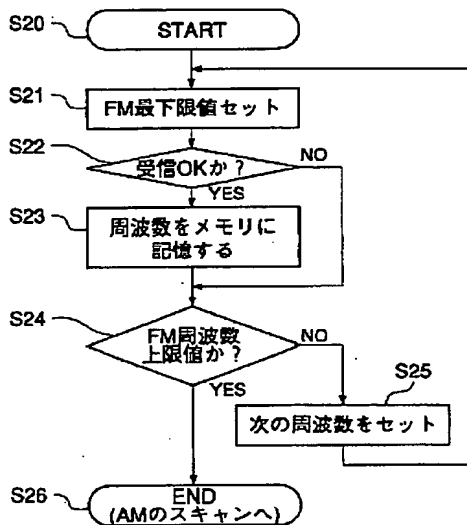 S20
START
S21
FM最下限値セット
S22
受信OKか？
NO
YES
S23
周波数をメモリに
記憶する
S24
FM周波数
上限値か？
NO
YES
S25
次の周波数をセット
S26
END
(AMのスキャンへ)